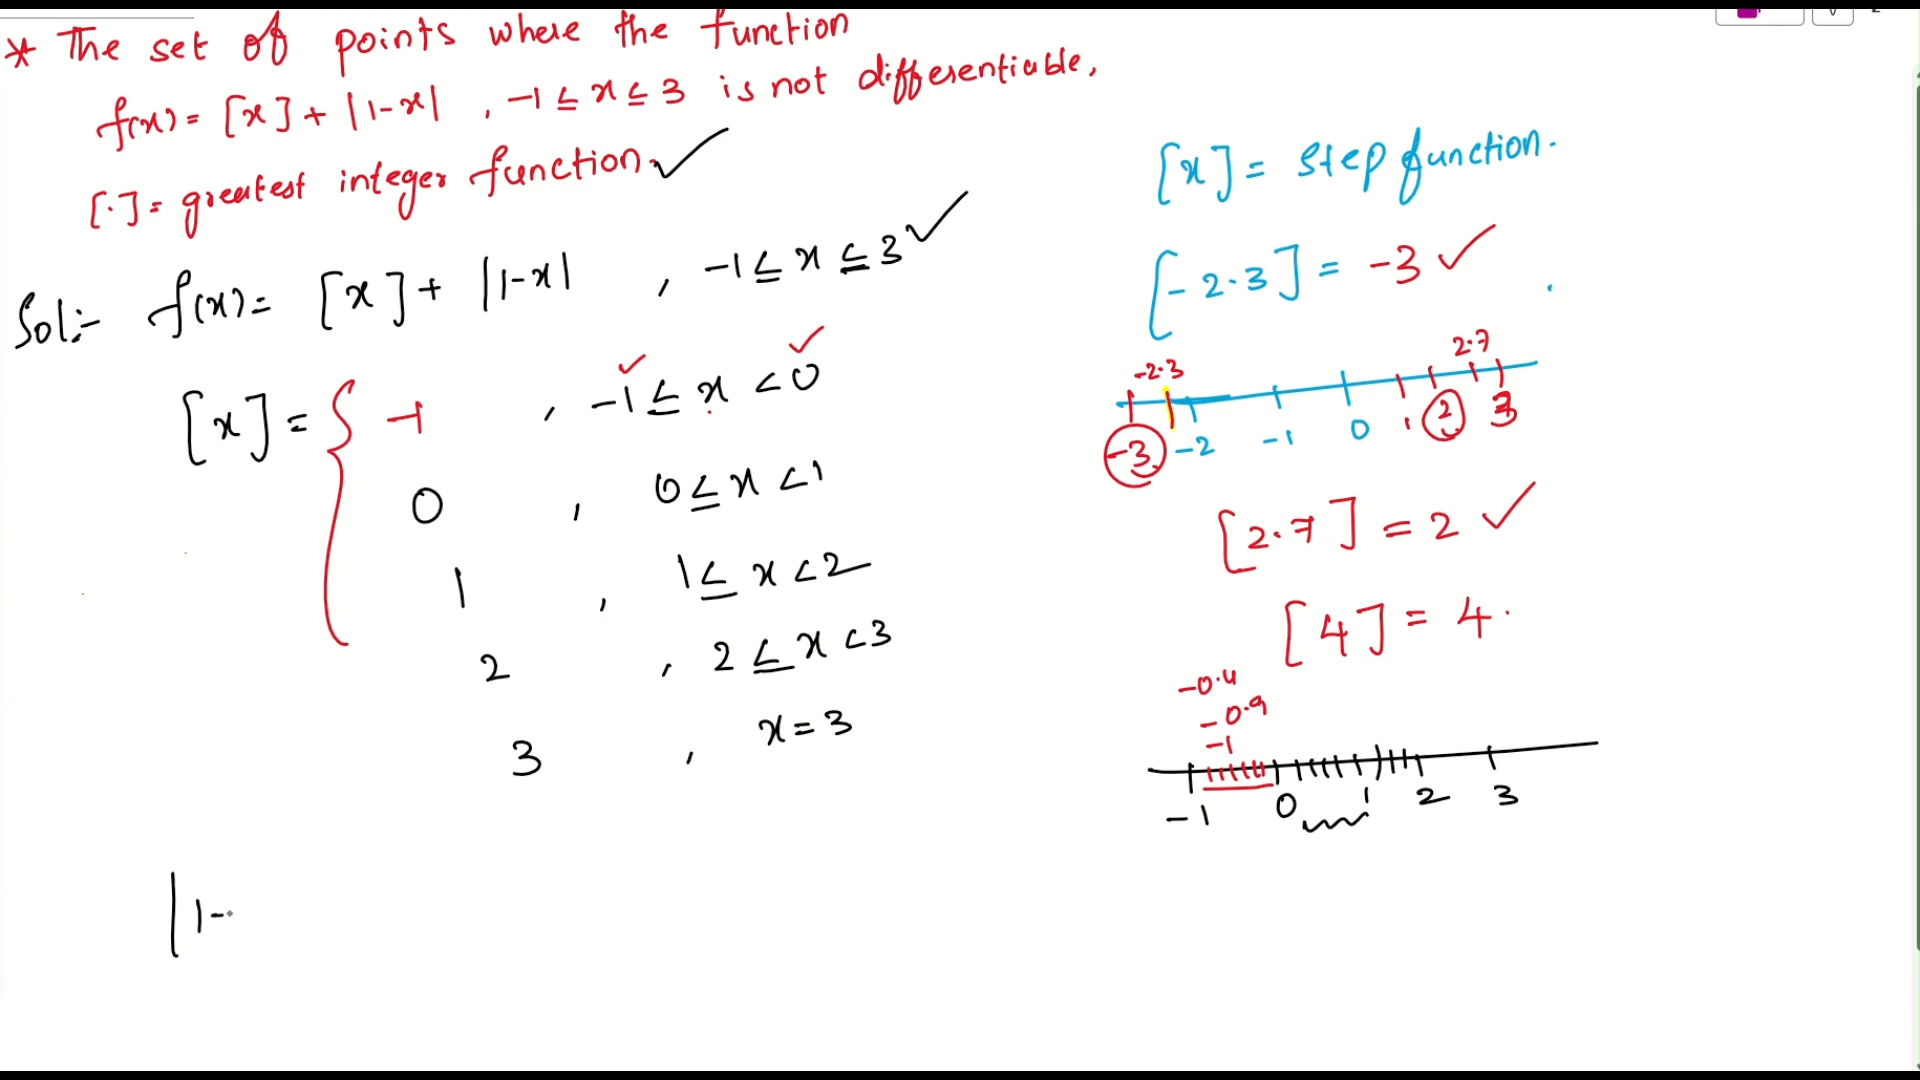 * The set of points where the function
f(x) = [x] + |1-x| , -1 ≤ x ≤ 3 is not differentiable,
[.] = greatest integer function.
Sol:- f(x) = [x] + |1-x| , -1 ≤ x ≤ 3
[x] = { -1 , -1 ≤ x < 0
0 , 0 ≤ x < 1
1 , 1 ≤ x < 2
2 , 2 ≤ x < 3
3 , x = 3
|1-
[x] = step function.
[-2.3] = -3
-2.3 2.7
-3 -2 -1 0 1 2 3
[2.7] = 2
[4] = 4.
-0.4
-0.9
-1
-1 0 1 2 3